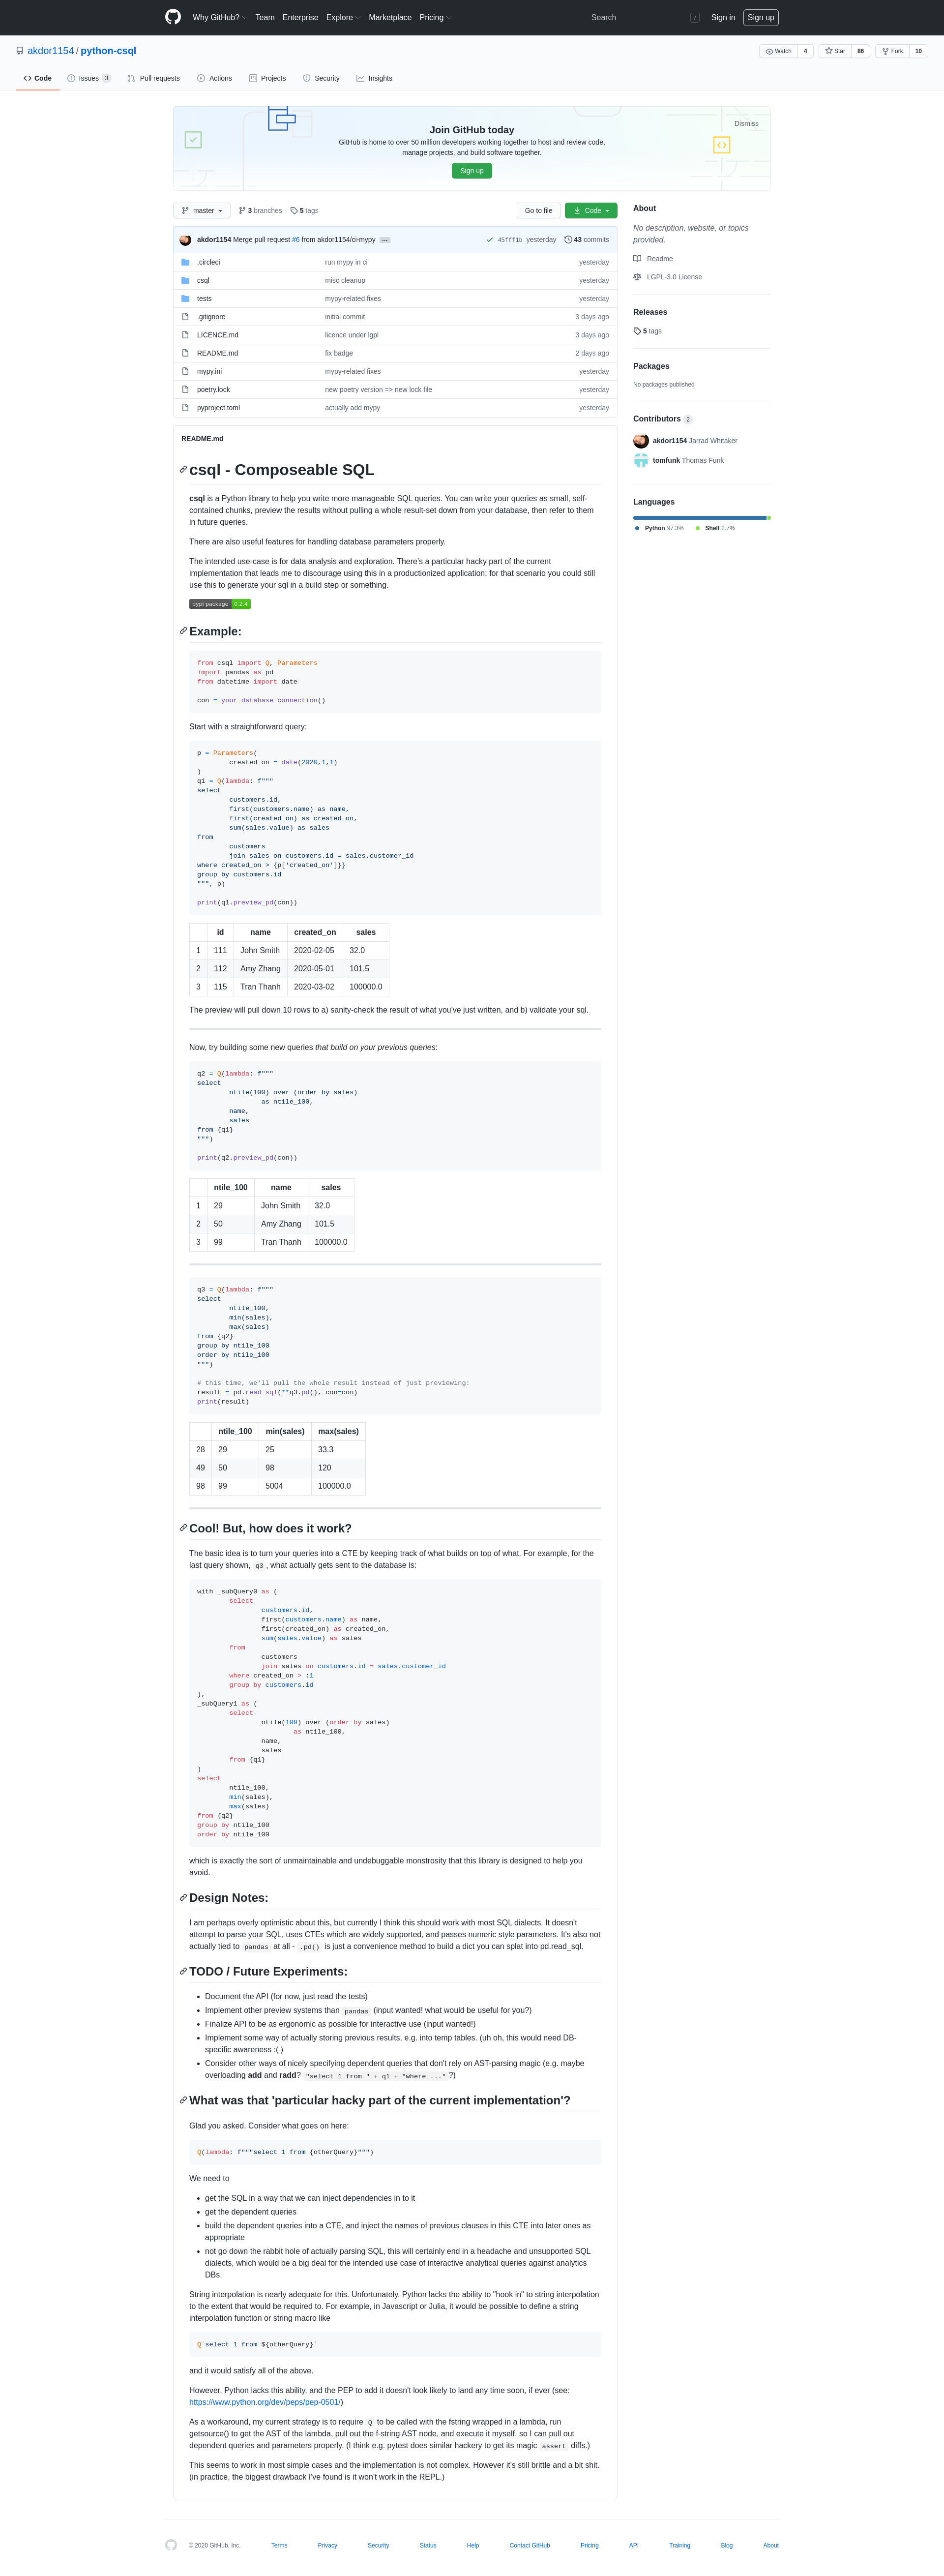 Why GitHub? Team Enterprise Explore Marketplace Pricing Search / Sign in Sign up
akdor1154 / python-csql
Watch 4 Star 86 Fork 10
Code Issues 3 Pull requests Actions Projects Security Insights
Join GitHub today
Dismiss
GitHub is home to over 50 million developers working together to host and review code,
manage projects, and build software together.
Sign up
master 3 branches 5 tags Go to file Code
akdor1154 Merge pull request #6 from akdor1154/ci-mypy ... 45fff1b yesterday 43 commits
.circleci run mypy in ci yesterday
csql misc cleanup yesterday
tests mypy-related fixes yesterday
.gitignore initial commit 3 days ago
LICENCE.md licence under lgpl 3 days ago
README.md fix badge 2 days ago
mypy.ini mypy-related fixes yesterday
poetry.lock new poetry version => new lock file yesterday
pyproject.toml actually add mypy yesterday
About
No description, website, or topics
provided.
Readme
LGPL-3.0 License
Releases
5 tags
Packages
No packages published
Contributors 2
akdor1154 Jarrad Whitaker
tomfunk Thomas Funk
Languages
Python 97.3% Shell 2.7%
README.md
csql - Composeable SQL
csql is a Python library to help you write more manageable SQL queries. You can write your queries as small, self-
contained chunks, preview the results without pulling a whole result-set down from your database, then refer to them
in future queries.
There are also useful features for handling database parameters properly.
The intended use-case is for data analysis and exploration. There's a particular hacky part of the current
implementation that leads me to discourage using this in a productionized application: for that scenario you could still
use this to generate your sql in a build step or something.
pypi package 0.2.4
Example:
from csql import Q, Parameters
import pandas as pd
from datetime import date
con = your_database_connection()
Start with a straightforward query:
p = Parameters(
created_on = date(2020,1,1)
)
q1 = Q(lambda: f"""
select
customers.id,
first(customers.name) as name,
first(created_on) as created_on,
sum(sales.value) as sales
from
customers
join sales on customers.id = sales.customer_id
where created_on > {p['created_on']}}
group by customers.id
""", p)
print(q1.preview_pd(con))
id name created_on sales
1 111 John Smith 2020-02-05 32.0
2 112 Amy Zhang 2020-05-01 101.5
3 115 Tran Thanh 2020-03-02 100000.0
The preview will pull down 10 rows to a) sanity-check the result of what you've just written, and b) validate your sql.
Now, try building some new queries that build on your previous queries:
q2 = Q(lambda: f"""
select
ntile(100) over (order by sales)
as ntile_100,
name,
sales
from {q1}
""")
print(q2.preview_pd(con))
ntile_100 name sales
1 29 John Smith 32.0
2 50 Amy Zhang 101.5
3 99 Tran Thanh 100000.0
q3 = Q(lambda: f"""
select
ntile_100,
min(sales),
max(sales)
from {q2}
group by ntile_100
order by ntile_100
""")
# this time, we'll pull the whole result instead of just previewing:
result = pd.read_sql(**q3.pd(), con=con)
print(result)
ntile_100 min(sales) max(sales)
28 29 25 33.3
49 50 98 120
98 99 5004 100000.0
Cool! But, how does it work?
The basic idea is to turn your queries into a CTE by keeping track of what builds on top of what. For example, for the
last query shown, q3 , what actually gets sent to the database is:
with _subQuery0 as (
select
customers.id,
first(customers.name) as name,
first(created_on) as created_on,
sum(sales.value) as sales
from
customers
join sales on customers.id = sales.customer_id
where created_on > :1
group by customers.id
),
_subQuery1 as (
select
ntile(100) over (order by sales)
as ntile_100,
name,
sales
from {q1}
)
select
ntile_100,
min(sales),
max(sales)
from {q2}
group by ntile_100
order by ntile_100
which is exactly the sort of unmaintainable and undebuggable monstrosity that this library is designed to help you
avoid.
Design Notes:
I am perhaps overly optimistic about this, but currently I think this should work with most SQL dialects. It doesn't
attempt to parse your SQL, uses CTEs which are widely supported, and passes numeric style parameters. It's also not
actually tied to pandas at all - .pd() is just a convenience method to build a dict you can splat into pd.read_sql.
TODO / Future Experiments:
Document the API (for now, just read the tests)
Implement other preview systems than pandas (input wanted! what would be useful for you?)
Finalize API to be as ergonomic as possible for interactive use (input wanted!)
Implement some way of actually storing previous results, e.g. into temp tables. (uh oh, this would need DB-
specific awareness :( )
Consider other ways of nicely specifying dependent queries that don't rely on AST-parsing magic (e.g. maybe
overloading add and radd? "select 1 from " + q1 + "where ..." ?)
What was that 'particular hacky part of the current implementation'?
Glad you asked. Consider what goes on here:
Q(lambda: f"""select 1 from {otherQuery}""")
We need to
get the SQL in a way that we can inject dependencies in to it
get the dependent queries
build the dependent queries into a CTE, and inject the names of previous clauses in this CTE into later ones as
appropriate
not go down the rabbit hole of actually parsing SQL, this will certainly end in a headache and unsupported SQL
dialects, which would be a big deal for the intended use case of interactive analytical queries against analytics
DBs.
String interpolation is nearly adequate for this. Unfortunately, Python lacks the ability to "hook in" to string interpolation
to the extent that would be required to. For example, in Javascript or Julia, it would be possible to define a string
interpolation function or string macro like
Q`select 1 from ${otherQuery}`
and it would satisfy all of the above.
However, Python lacks this ability, and the PEP to add it doesn't look likely to land any time soon, if ever (see:
https://www.python.org/dev/peps/pep-0501/)
As a workaround, my current strategy is to require Q to be called with the fstring wrapped in a lambda, run
getsource() to get the AST of the lambda, pull out the f-string AST node, and execute it myself, so I can pull out
dependent queries and parameters properly. (I think e.g. pytest does similar hackery to get its magic assert diffs.)
This seems to work in most simple cases and the implementation is not complex. However it's still brittle and a bit shit.
(in practice, the biggest drawback I've found is it won't work in the REPL.)
© 2020 GitHub, Inc. Terms Privacy Security Status Help Contact GitHub Pricing API Training Blog About